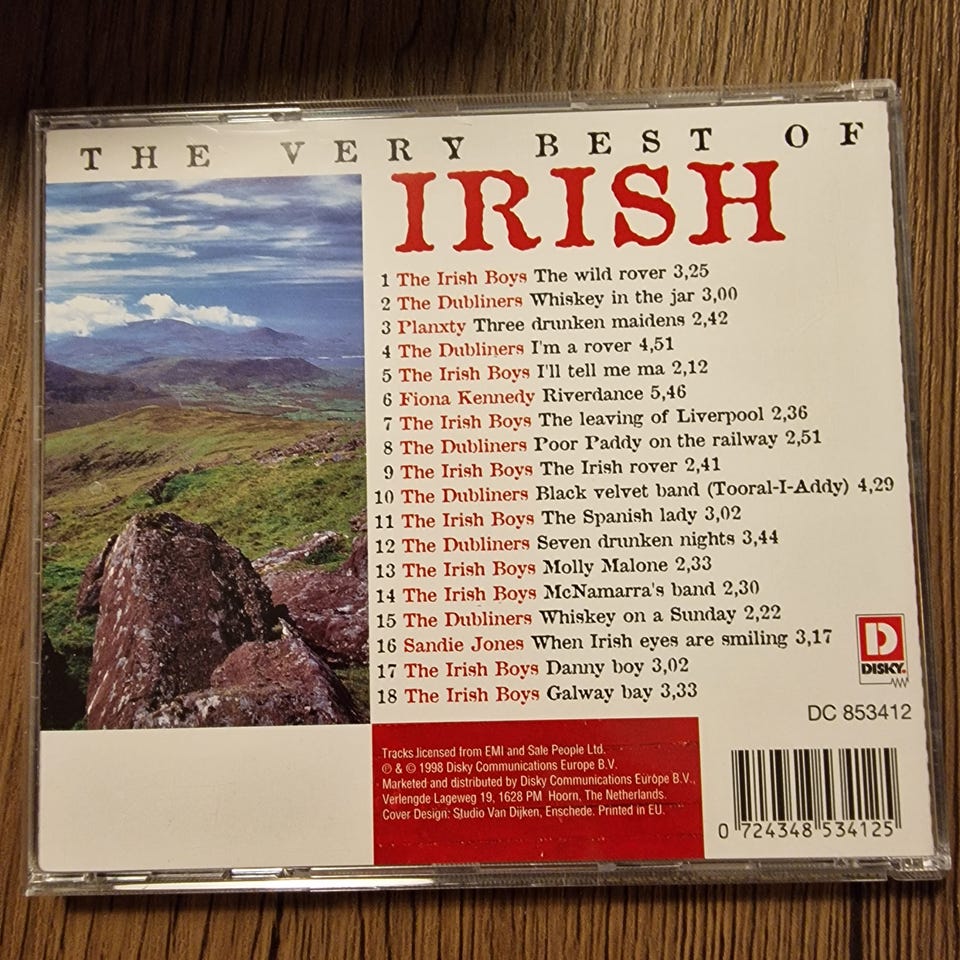 THE VERY BEST OF
IRISH
1 The Irish Boys The wild rover 3,25
2 The Dubliners Whiskey in the jar 3,00
3 Planxty Three drunken maidens 2,42
4 The Dubliners I'm a rover 4,51
5 The Irish Boys I'll tell me ma 2,12
6 Fiona Kennedy Riverdance 5,46
7 The Irish Boys The leaving of Liverpool 2,36
8 The Dubliners Poor Paddy on the railway 2,51
9 The Irish Boys The Irish rover 2,41
10 The Dubliners Black velvet band (Tooral-I-Addy) 4,29
11 The Irish Boys The Spanish lady 3,02
12 The Dubliners Seven drunken nights 3,44
13 The Irish Boys Molly Malone 2,33
14 The Irish Boys McNamarra's band 2,30
15 The Dubliners Whiskey on a Sunday 2,22
16 Sandie Jones When Irish eyes are smiling 3,17
17 The Irish Boys Danny boy 3,02
18 The Irish Boys Galway bay 3,33
D
DISKY.
DC 853412
Tracks licensed from EMI and Sale People Ltd.
℗ & © 1998 Disky Communications Europe B.V.
Marketed and distributed by Disky Communications Europe B.V.,
Verlengde Lageweg 19, 1628 PM Hoorn, The Netherlands.
Cover Design: Studio Van Dijken, Enschede. Printed in EU.
0 724348 534125